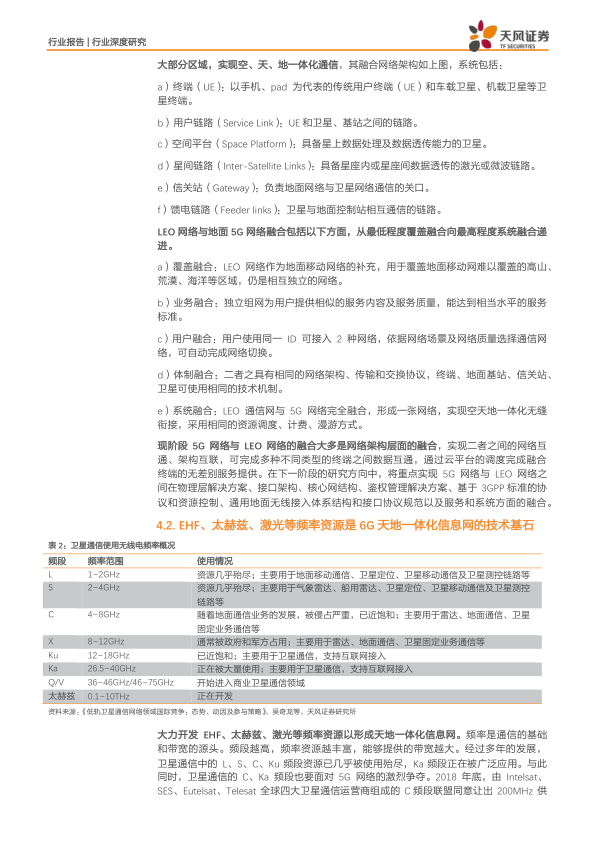 行业报告 | 行业深度研究
天风证券
TF SECURITIES
大部分区域，实现空、天、地一体化通信，其融合网络架构如上图，系统包括：
a）终端（UE）：以手机、pad 为代表的传统用户终端（UE）和车载卫星、机载卫星等卫
星终端。
b）用户链路（Service Link）：UE和卫星、基站之间的链路。
c）空间平台（Space Platform）：具备星上数据处理及数据透传能力的卫星。
d）星间链路（Inter-Satellite Links）：具备星座内或星座间数据透传的激光或微波链路。
e）信关站（Gateway）：负责地面网络与卫星网络通信的关口。
f）馈电链路（Feeder links）：卫星与地面控制站相互通信的链路。
LEO网络与地面5G网络融合包括以下方面，从最低程度覆盖融合向最高程度系统融合递
进。
a）覆盖融合：LEO 网络作为地面移动网络的补充，用于覆盖地面移动网难以覆盖的高山、
荒漠、海洋等区域，仍是相互独立的网络。
b）业务融合：独立组网为用户提供相似的服务内容及服务质量，能达到相当水平的服务
标准。
c）用户融合：用户使用同一 ID 可接入 2 种网络，依据网络场景及网络质量选择通信网
络，可自动完成网络切换。
d）体制融合：二者之具有相同的网络架构、传输和交换协议，终端、地面基站、信关站、
卫星可使用相同的技术机制。
e）系统融合：LEO 通信网与 5G 网络完全融合，形成一张网络，实现空天地一体化无缝
衔接，采用相同的资源调度、计费、漫游方式。
现阶段 5G 网络与 LEO 网络的融合大多是网络架构层面的融合，实现二者之间的网络互
通、架构互联，可完成多种不同类型的终端之间数据互通，通过云平台的调度完成融合
终端的无差别服务提供。在下一阶段的研究方向中，将重点实现 5G 网络与 LEO 网络之
间在物理层解决方案、接口架构、核心网结构、鉴权管理解决方案、基于 3GPP标准的协
议和资源控制、通用地面无线接入体系结构和接口协议规范以及服务和系统方面的融合。
4.2. EHF、太赫兹、激光等频率资源是 6G 天地一体化信息网的技术基石
表 2：卫星通信使用无线电频率概况
频段 频率范围 使用情况
L 1~2GHz 资源几乎殆尽；主要用于地面移动通信、卫星定位、卫星移动通信及卫星测控链路等
S 2~4GHz 资源几乎殆尽；主要用于气象雷达、船用雷达、卫星定位、卫星移动通信及卫星测控
链路等
C 4~8GHz 随着地面通信业务的发展，被侵占严重，已近饱和；主要用于雷达、地面通信、卫星
固定业务通信等
X 8~12GHz 通常被政府和军方占用；主要用于雷达、地面通信、卫星固定业务通信等
Ku 12~18GHz 已近饱和；主要用于卫星通信，支持互联网接入
Ka 26.5~40GHz 正在被大量使用；主要用于卫星通信，支持互联网接入
Q/V 36~46GHz/46~75GHz 开始进入商业卫星通信领域
太赫兹 0.1~10THz 正在开发
资料来源：《低轨卫星通信网络领域国际竞争：态势、动因及参与策略》，吴奇龙等，天风证券研究所
大力开发 EHF、太赫兹、激光等频率资源以形成天地一体化信息网。频率是通信的基础
和带宽的源头。频段越高，频率资源越丰富，能够提供的带宽越大。经过多年的发展，
卫星通信中的 L、S、C、Ku 频段资源已几乎被使用殆尽，Ka 频段正在被广泛应用。与此
同时，卫星通信的 C、Ka 频段也要面对 5G 网络的激烈争夺。2018 年底，由 Intelsat、
SES、Eutelsat、Telesat 全球四大卫星通信运营商组成的 C频段联盟同意让出 200MHz 供